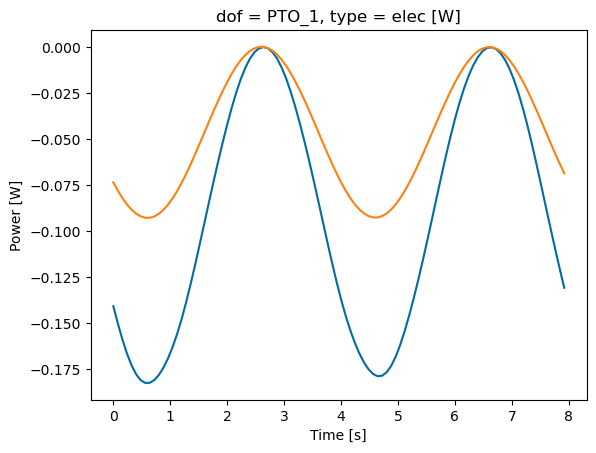 dof = PTO_1, type = elec [W]
0.000
−0.025
−0.050
−0.075
−0.100
−0.125
−0.150
−0.175
Power [W]
0 1 2 3 4 5 6 7 8
Time [s]